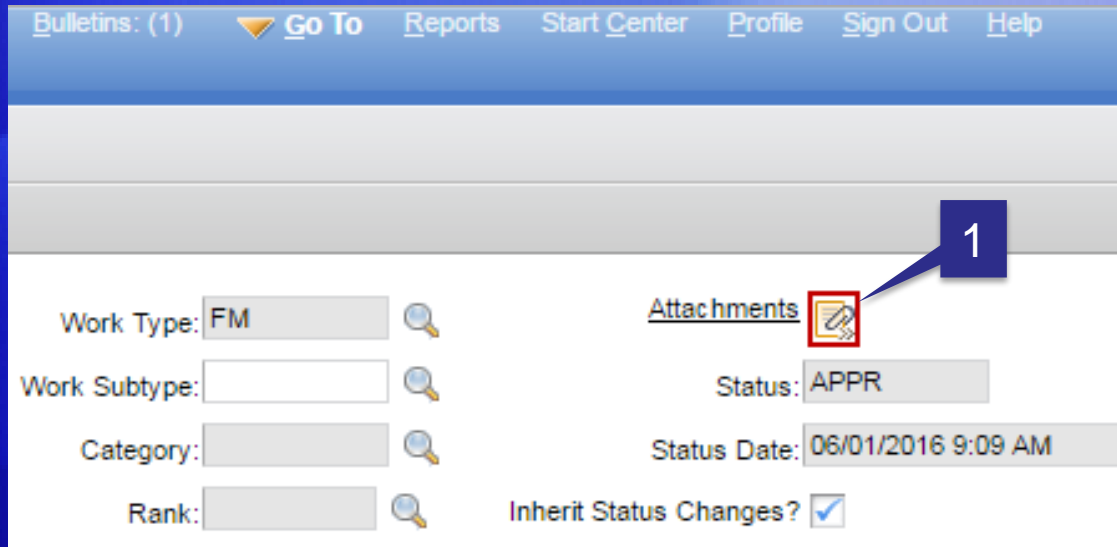 Bulletins: (1) Go To Reports Start Center Profile Sign Out Help
1
Work Type: FM Attachments
Work Subtype: Status: APPR
Category: Status Date: 06/01/2016 9:09 AM
Rank: Inherit Status Changes?